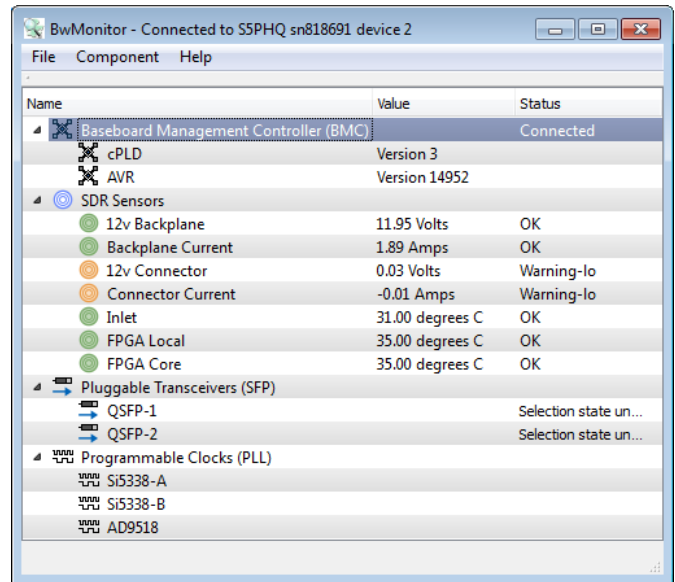 BwMonitor - Connected to S5PHQ sn818691 device 2
File Component Help
Name Value Status
Baseboard Management Controller (BMC) Connected
cPLD Version 3
AVR Version 14952
SDR Sensors
12v Backplane 11.95 Volts OK
Backplane Current 1.89 Amps OK
12v Connector 0.03 Volts Warning-lo
Connector Current -0.01 Amps Warning-lo
Inlet 31.00 degrees C OK
FPGA Local 35.00 degrees C OK
FPGA Core 35.00 degrees C OK
Pluggable Transceivers (SFP)
QSFP-1 Selection state un...
QSFP-2 Selection state un...
Programmable Clocks (PLL)
Si5338-A
Si5338-B
AD9518